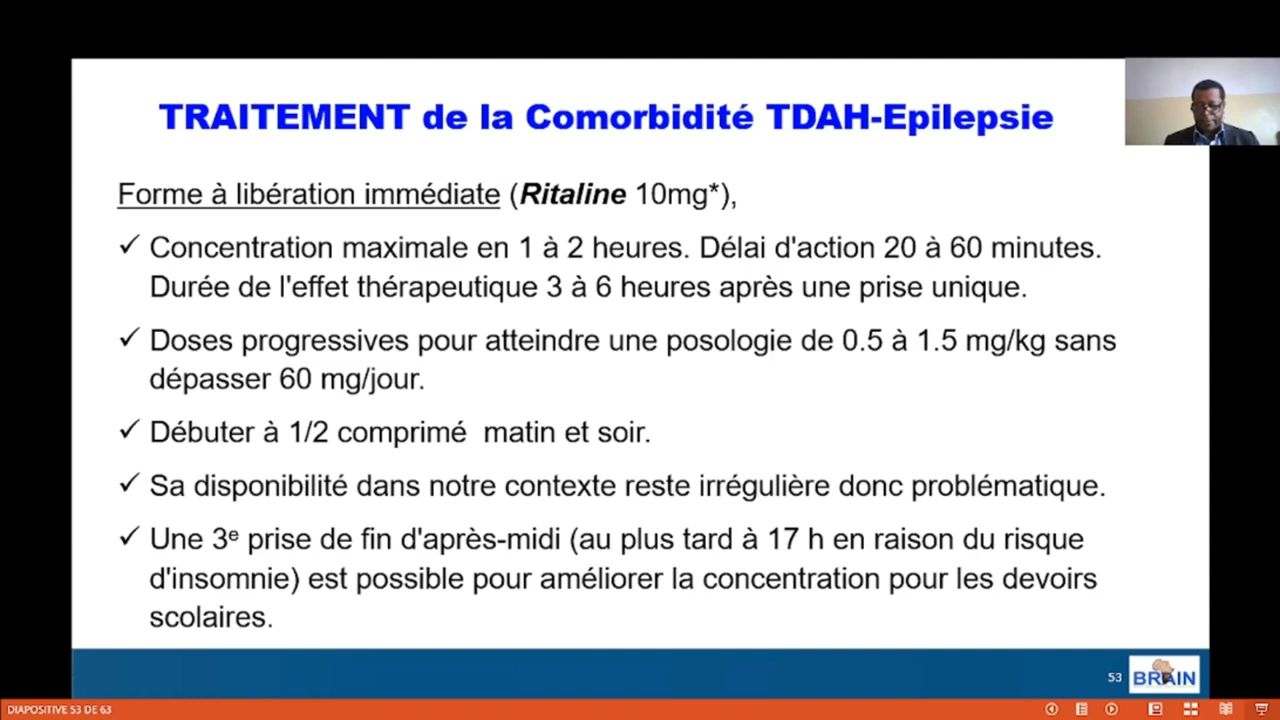 TRAITEMENT de la Comorbidité TDAH-Epilepsie
Forme à libération immédiate (Ritaline 10mg*),
✓ Concentration maximale en 1 à 2 heures. Délai d'action 20 à 60 minutes.
Durée de l'effet thérapeutique 3 à 6 heures après une prise unique.
✓ Doses progressives pour atteindre une posologie de 0.5 à 1.5 mg/kg sans
dépasser 60 mg/jour.
✓ Débuter à 1/2 comprimé  matin et soir.
✓ Sa disponibilité dans notre contexte reste irrégulière donc problématique.
✓ Une 3e prise de fin d'après-midi (au plus tard à 17 h en raison du risque
d'insomnie) est possible pour améliorer la concentration pour les devoirs
scolaires.
53
BRAIN
DIAPOSITIVE 53 DE 63